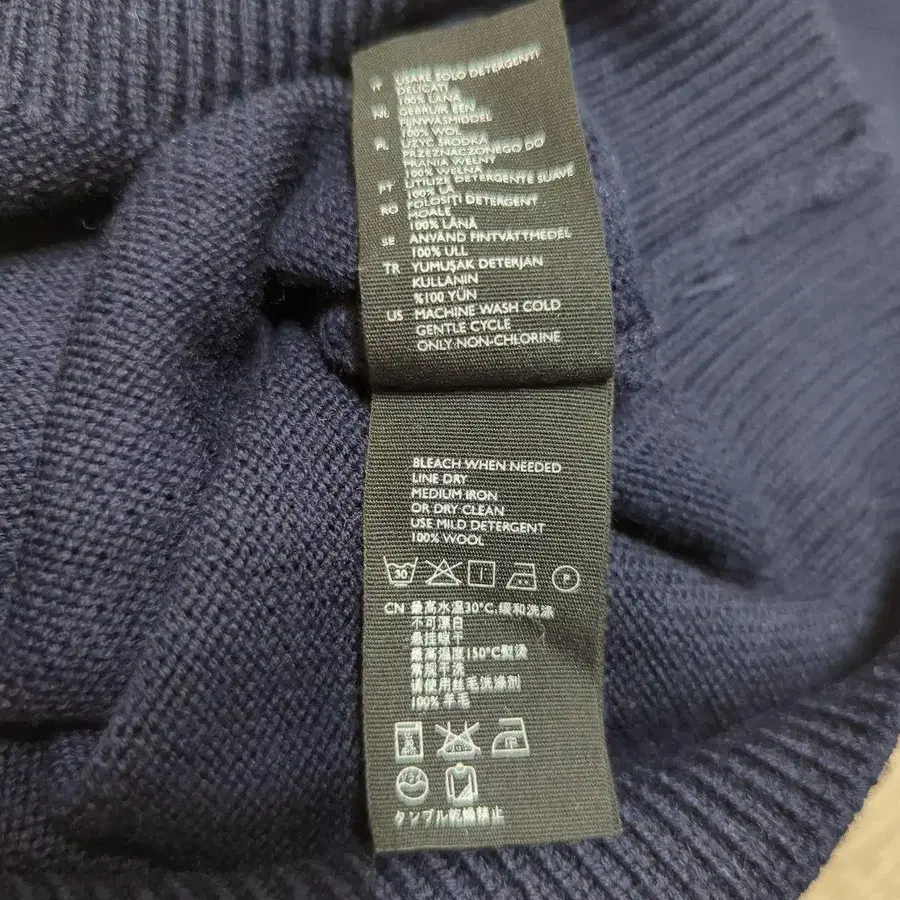 IT USARE SOLO DETERGENTI
DELICATI
100% LANA
NL GEBRUIK EEN
FIJNWASMIDDEL
100% WOL
PL UŻYĆ ŚRODKA
PRZEZNACZONEGO DO
PRANIA WEŁNY
100% WEŁNA
PT UTILIZE DETERGENTE SUAVE
100% LÃ
RO FOLOSIȚI DETERGENT
MOALE
100% LÂNĂ
SE ANVÄND FINTVÄTTMEDEL
100% ULL
TR YUMUŞAK DETERJAN
KULLANIN
%100 YÜN
US MACHINE WASH COLD
GENTLE CYCLE
ONLY NON-CHLORINE
BLEACH WHEN NEEDED
LINE DRY
MEDIUM IRON
OR DRY CLEAN
USE MILD DETERGENT
100% WOOL
30 P
CN 最高水温30°C,缓和洗涤
不可漂白
悬挂晾干
最高温度150°C熨烫
常规干洗
请使用丝毛洗涤剂
100% 羊毛
中
タンブル乾燥禁止